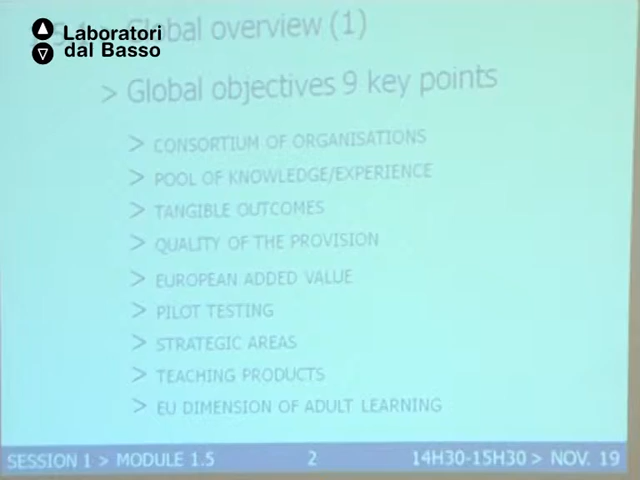 Laboratori
dal Basso
Global overview (1)
> Global objectives 9 key points
> CONSORTIUM OF ORGANISATIONS
> POOL OF KNOWLEDGE/EXPERIENCE
> TANGIBLE OUTCOMES
> QUALITY OF THE PROVISION
> EUROPEAN ADDED VALUE
> PILOT TESTING
> STRATEGIC AREAS
> TEACHING PRODUCTS
> EU DIMENSION OF ADULT LEARNING
SESSION 1 > MODULE 1.5 2 14H30-15H30 > NOV. 19